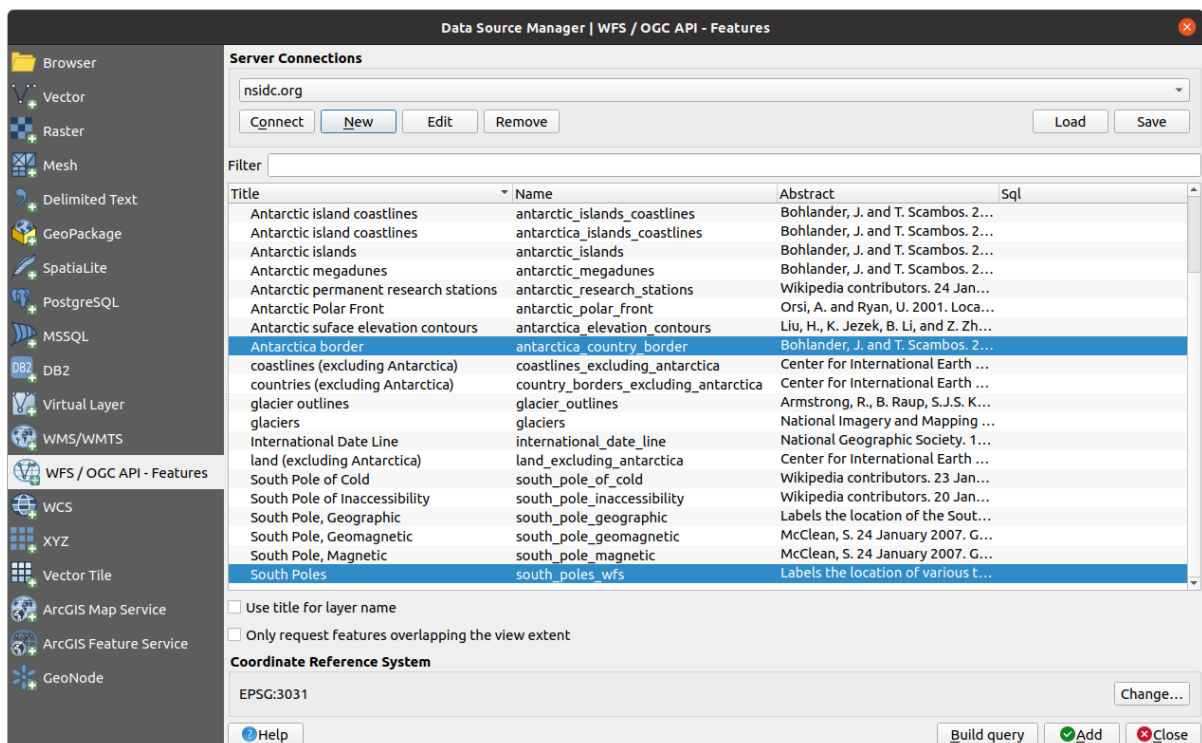 Data Source Manager | WFS / OGC API - Features
Browser
Vector
Raster
Mesh
Delimited Text
GeoPackage
SpatiaLite
PostgreSQL
MSSQL
DB2 DB2
Virtual Layer
WMS/WMTS
WFS / OGC API - Features
WCS
XYZ
Vector Tile
ArcGIS Map Service
ArcGIS Feature Service
GeoNode
Server Connections
nsidc.org
Connect New Edit Remove Load Save
Filter
Title Name Abstract Sql
Antarctic island coastlines antarctic_islands_coastlines Bohlander, J. and T. Scambos. 2...
Antarctic island coastlines antarctica_islands_coastlines Bohlander, J. and T. Scambos. 2...
Antarctic islands antarctic_islands Bohlander, J. and T. Scambos. 2...
Antarctic megadunes antarctic_megadunes Bohlander, J. and T. Scambos. 2...
Antarctic permanent research stations antarctic_research_stations Wikipedia contributors. 24 Jan...
Antarctic Polar Front antarctic_polar_front Orsi, A. and Ryan, U. 2001. Loca...
Antarctic suface elevation contours antarctica_elevation_contours Liu, H., K. Jezek, B. Li, and Z. Zh...
Antarctica border antarctica_country_border Bohlander, J. and T. Scambos. 2...
coastlines (excluding Antarctica) coastlines_excluding_antarctica Center for International Earth ...
countries (excluding Antarctica) country_borders_excluding_antarctica Center for International Earth ...
glacier outlines glacier_outlines Armstrong, R., B. Raup, S.J.S. K...
glaciers glaciers National Imagery and Mapping ...
International Date Line international_date_line National Geographic Society. 1...
land (excluding Antarctica) land_excluding_antarctica Center for International Earth ...
South Pole of Cold south_pole_of_cold Wikipedia contributors. 23 Jan...
South Pole of Inaccessibility south_pole_inaccessibility Wikipedia contributors. 20 Jan...
South Pole, Geographic south_pole_geographic Labels the location of the Sout...
South Pole, Geomagnetic south_pole_geomagnetic McClean, S. 24 January 2007. G...
South Pole, Magnetic south_pole_magnetic McClean, S. 24 January 2007. G...
South Poles south_poles_wfs Labels the location of various t...
Use title for layer name
Only request features overlapping the view extent
Coordinate Reference System
EPSG:3031 Change...
Help Build query Add Close